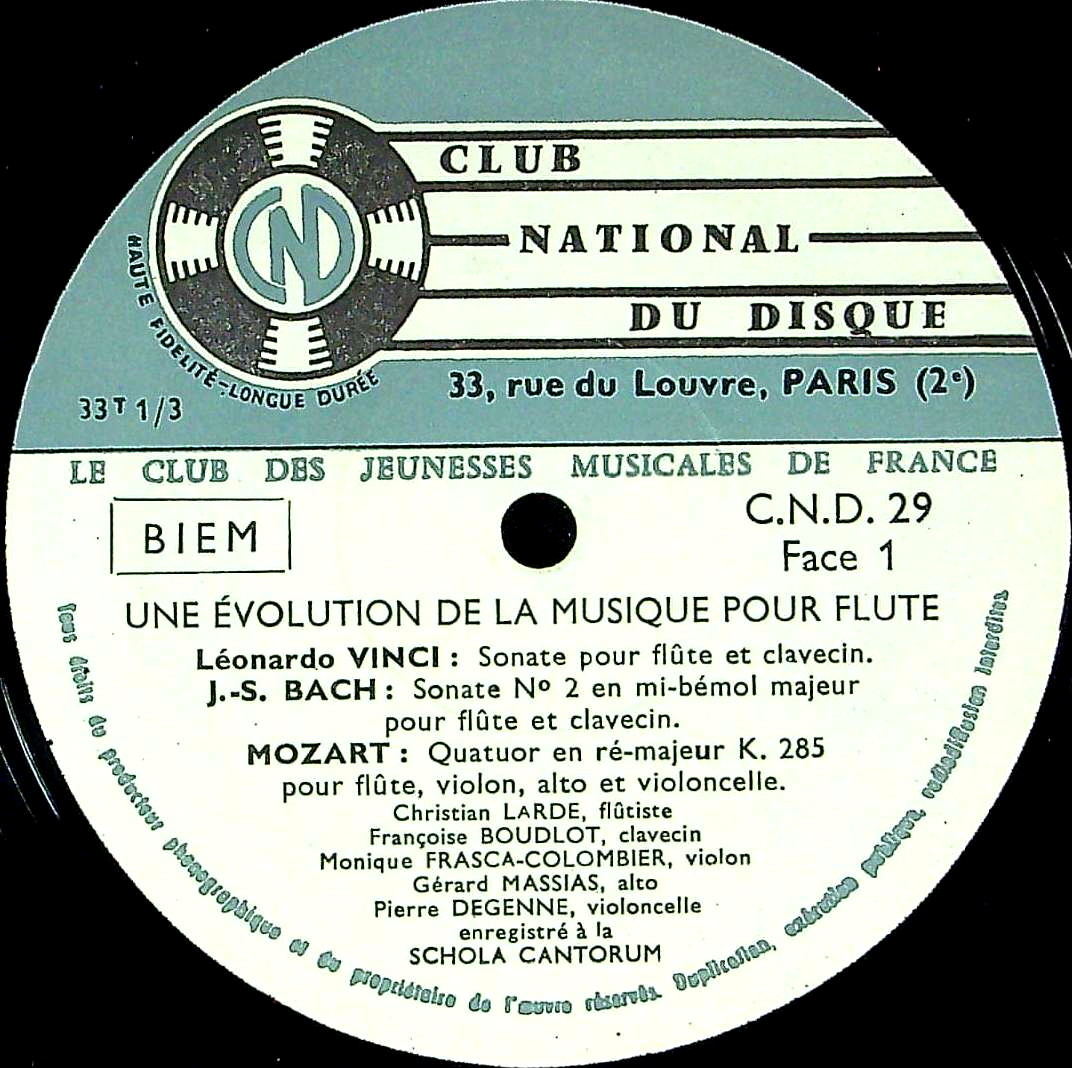 CLUB
NATIONAL
DU DISQUE
CND
HAUTE FIDELITÉ-LONGUE DURÉE
33, rue du Louvre, PARIS (2e)
33T 1/3
LE CLUB DES JEUNESSES MUSICALES DE FRANCE
BIEM
C.N.D. 29
Face 1
UNE ÉVOLUTION DE LA MUSIQUE POUR FLUTE
Léonardo VINCI : Sonate pour flûte et clavecin.
J.-S. BACH : Sonate No 2 en mi-bémol majeur
pour flûte et clavecin.
MOZART : Quatuor en ré-majeur K. 285
pour flûte, violon, alto et violoncelle.
Christian LARDE, flûtiste
Françoise BOUDLOT, clavecin
Monique FRASCA-COLOMBIER, violon
Gérard MASSIAS, alto
Pierre DEGENNE, violoncelle
enregistré à la
SCHOLA CANTORUM
Tous droits du producteur phonographique et du propriétaire de l'œuvre réservés. Duplication, exécution publique, radiodiffusion interdites